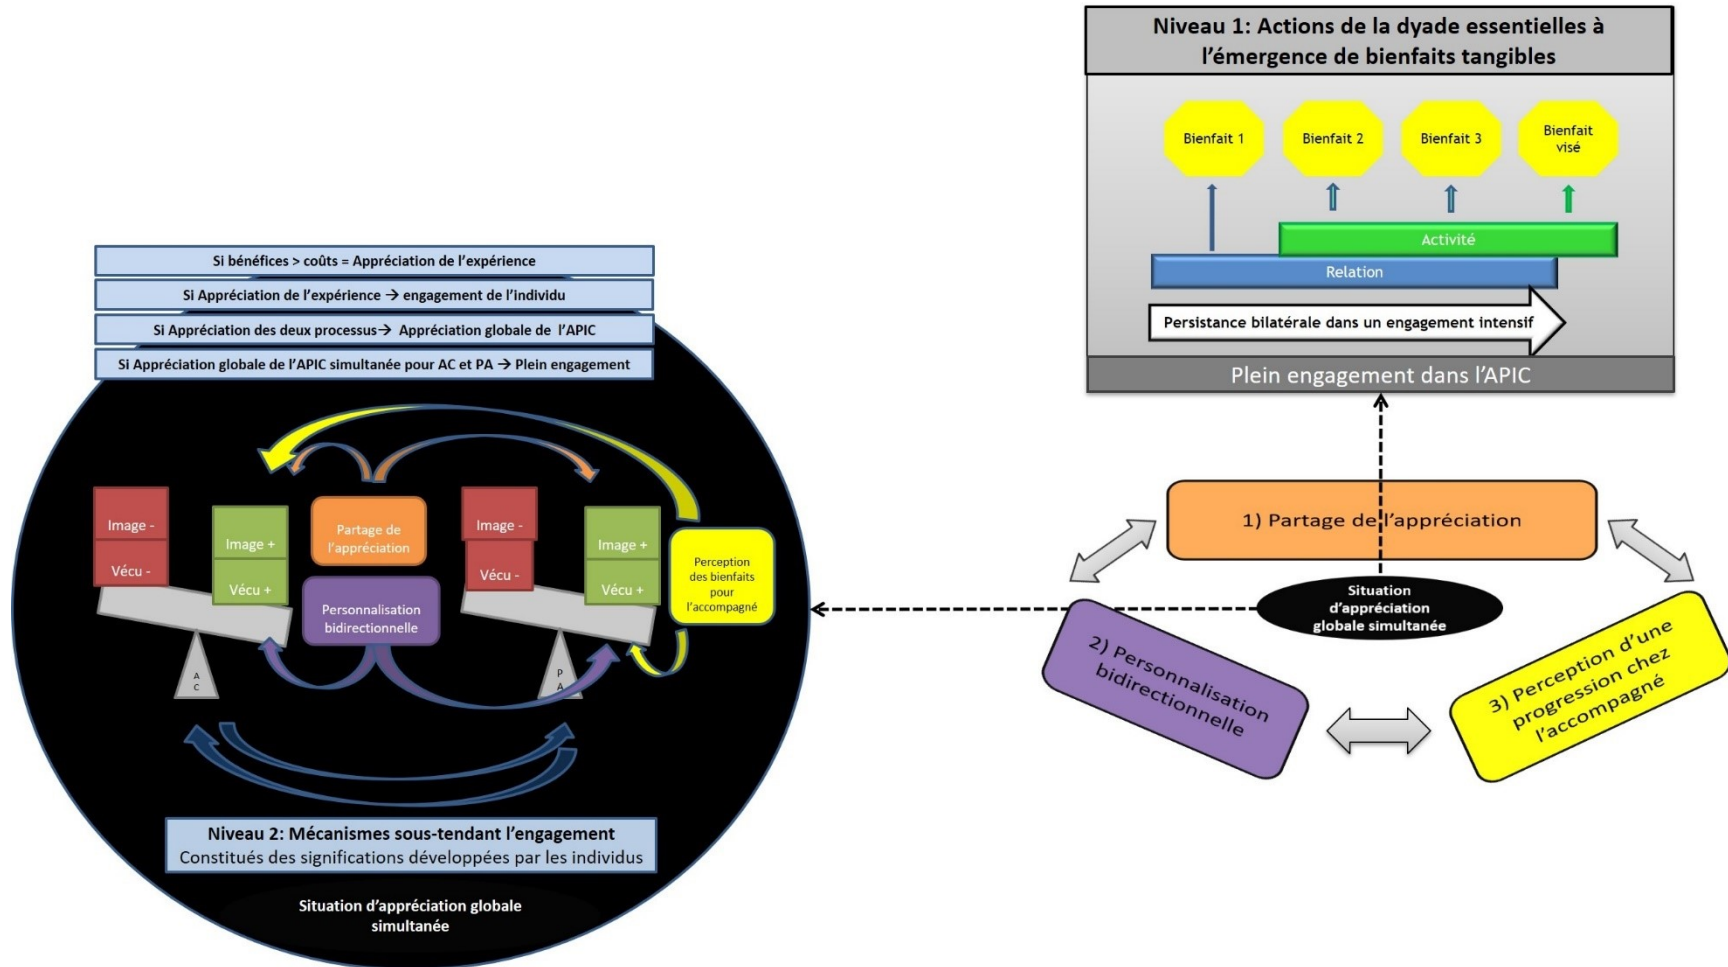 Niveau 1: Actions de la dyade essentielles à
l'émergence de bienfaits tangibles
Bienfait 1
Bienfait 2
Bienfait 3
Bienfait
visé
Activité
Relation
Persistance bilatérale dans un engagement intensif
Plein engagement dans l'APIC
Si bénéfices > coûts = Appréciation de l'expérience
Si Appréciation de l'expérience → engagement de l'individu
Si Appréciation des deux processus→ Appréciation globale de l'APIC
Si Appréciation globale de l'APIC simultanée pour AC et PA → Plein engagement
Image -
Vécu -
Image +
Vécu +
Partage de
l'appréciation
Personnalisation
bidirectionnelle
Image -
Vécu -
Image +
Vécu +
Perception
des bienfaits
pour
l'accompagné
A
C
P
A
Niveau 2: Mécanismes sous-tendant l'engagement
Constitués des significations développées par les individus
Situation d'appréciation globale
simultanée
1) Partage de l'appréciation
Situation
d'appréciation
globale simultanée
2) Personnalisation
bidirectionnelle
3) Perception d'une
progression chez
l'accompagné